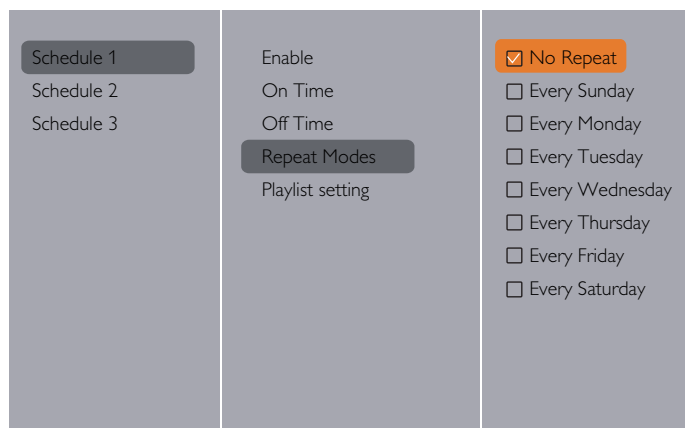 Schedule 1
Schedule 2
Schedule 3
Enable
On Time
Off Time
Repeat Modes
Playlist setting
No Repeat
Every Sunday
Every Monday
Every Tuesday
Every Wednesday
Every Thursday
Every Friday
Every Saturday